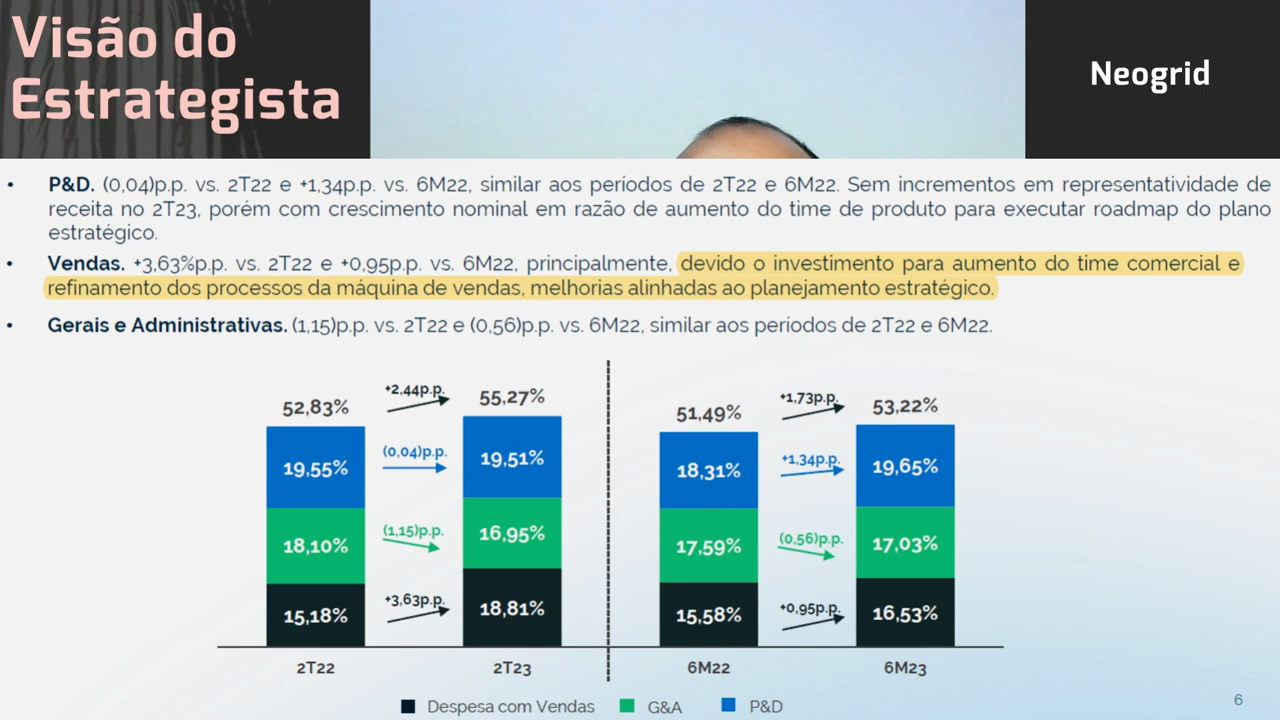 Visão do
Estrategista
Neogrid
• P&D. (0,04)p.p. vs. 2T22 e +1,34p.p. vs. 6M22, similar aos períodos de 2T22 e 6M22. Sem incrementos em representatividade de
receita no 2T23, porém com crescimento nominal em razão de aumento do time de produto para executar roadmap do plano
estratégico.
• Vendas. +3,63%p.p. vs. 2T22 e +0,95p.p. vs. 6M22, principalmente, devido o investimento para aumento do time comercial e
refinamento dos processos da máquina de vendas, melhorias alinhadas ao planejamento estratégico.
• Gerais e Administrativas. (1,15)p.p. vs. 2T22 e (0,56)p.p. vs. 6M22, similar aos períodos de 2T22 e 6M22.
52,83% +2,44p.p. 55,27% 51,49% +1,73p.p. 53,22%
19,55% (0,04)p.p. 19,51% 18,31% +1,34p.p. 19,65%
18,10% (1,15)p.p. 16,95% 17,59% (0,56)p.p. 17,03%
15,18% +3,63p.p. 18,81% 15,58% +0,95p.p. 16,53%
2T22 2T23 6M22 6M23
Despesa com Vendas G&A P&D
6